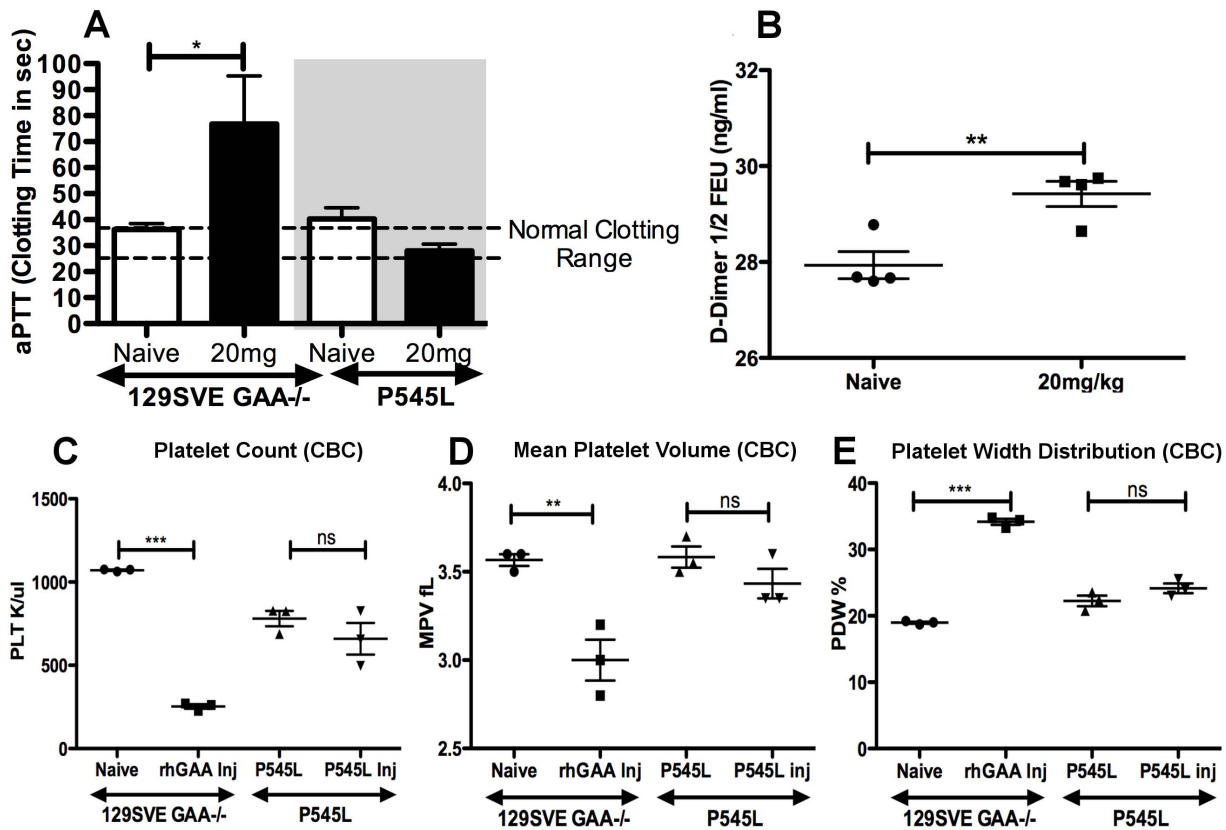 A
aPTT (Clotting Time in sec)
100
90
80
70
60
50
40
30
20
10
0
*
Normal Clotting
Range
Naive 20mg Naive 20mg
129SVE GAA-/- P545L
B
D-Dimer 1/2 FEU (ng/ml)
32
30
28
26
**
Naive 20mg/kg
C Platelet Count (CBC)
PLT K/ul
1500
1000
500
0
***
ns
Naive rhGAA Inj P545L P545L Inj
129SVE GAA-/- P545L
D Mean Platelet Volume (CBC)
MPV fL
4.0
3.5
3.0
2.5
**
ns
Naive rhGAA Inj P545L P545L inj
129SVE GAA-/- P545L
E Platelet Width Distribution (CBC)
PDW %
40
30
20
10
0
***
ns
Naive rhGAA Inj P545L P545L inj
129SVE GAA-/- P545L